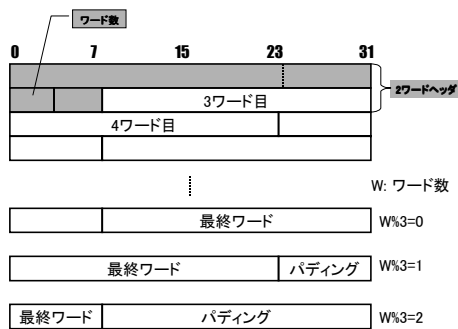 ワード数
0 7 15 23 31
2ワードヘッダ
3ワード目
4ワード目
W: ワード数
最終ワード W%3=0
最終ワード パディング W%3=1
最終ワード パディング W%3=2